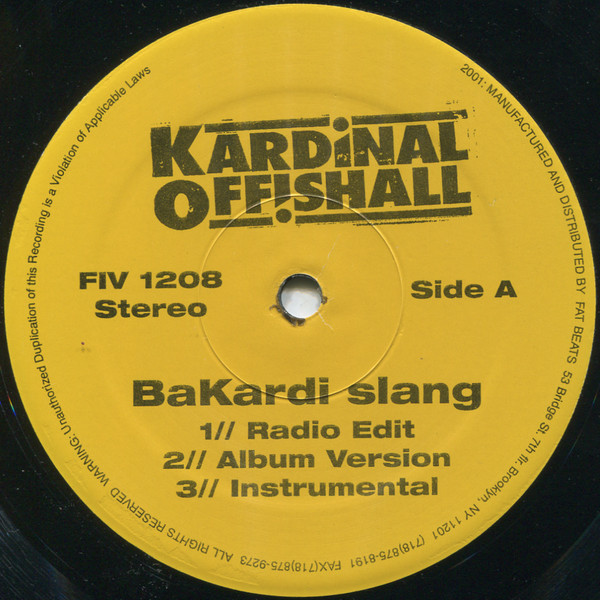 KARDiNAL
OFFiSHALL
FIV 1208
Stereo
Side A
BaKardi slang
1// Radio Edit
2// Album Version
3// Instrumental
2001: MANUFACTURED AND DISTRIBUTED BY FAT BEATS 53 Bridge St. 7th flr. Brooklyn, NY 11201 (718)875-8191 FAX(718)875-9273 ALL RIGHTS RESERVED WARNING-Unauthorized Duplication of this Recording is a Violation of Applicable Laws